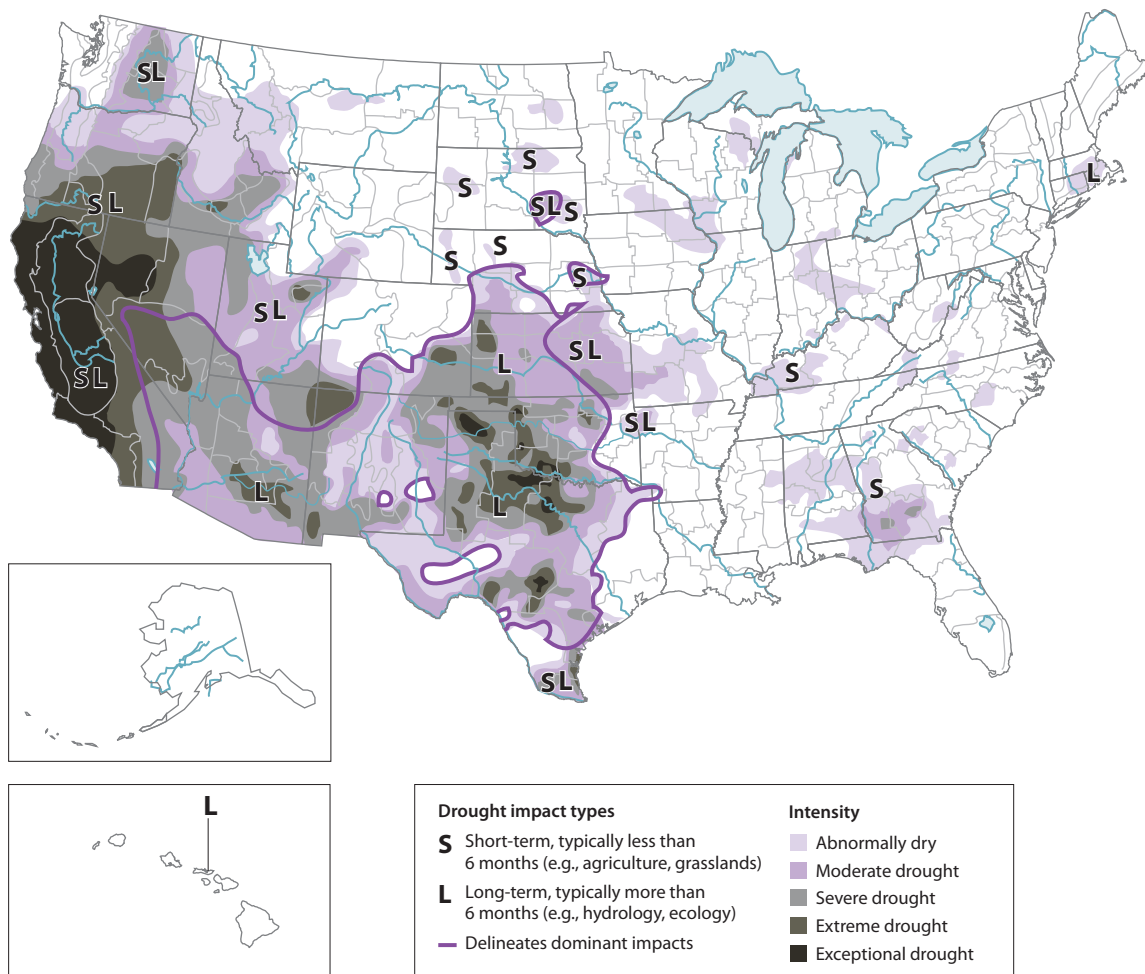 SL
S
L
S
SL
S
SL
S
S
S
SL
L
SL
S
SL
SL
S
L
L
SL
L
Drought impact types
S Short-term, typically less than
6 months (e.g., agriculture, grasslands)
L Long-term, typically more than
6 months (e.g., hydrology, ecology)
Delineates dominant impacts
Intensity
Abnormally dry
Moderate drought
Severe drought
Extreme drought
Exceptional drought